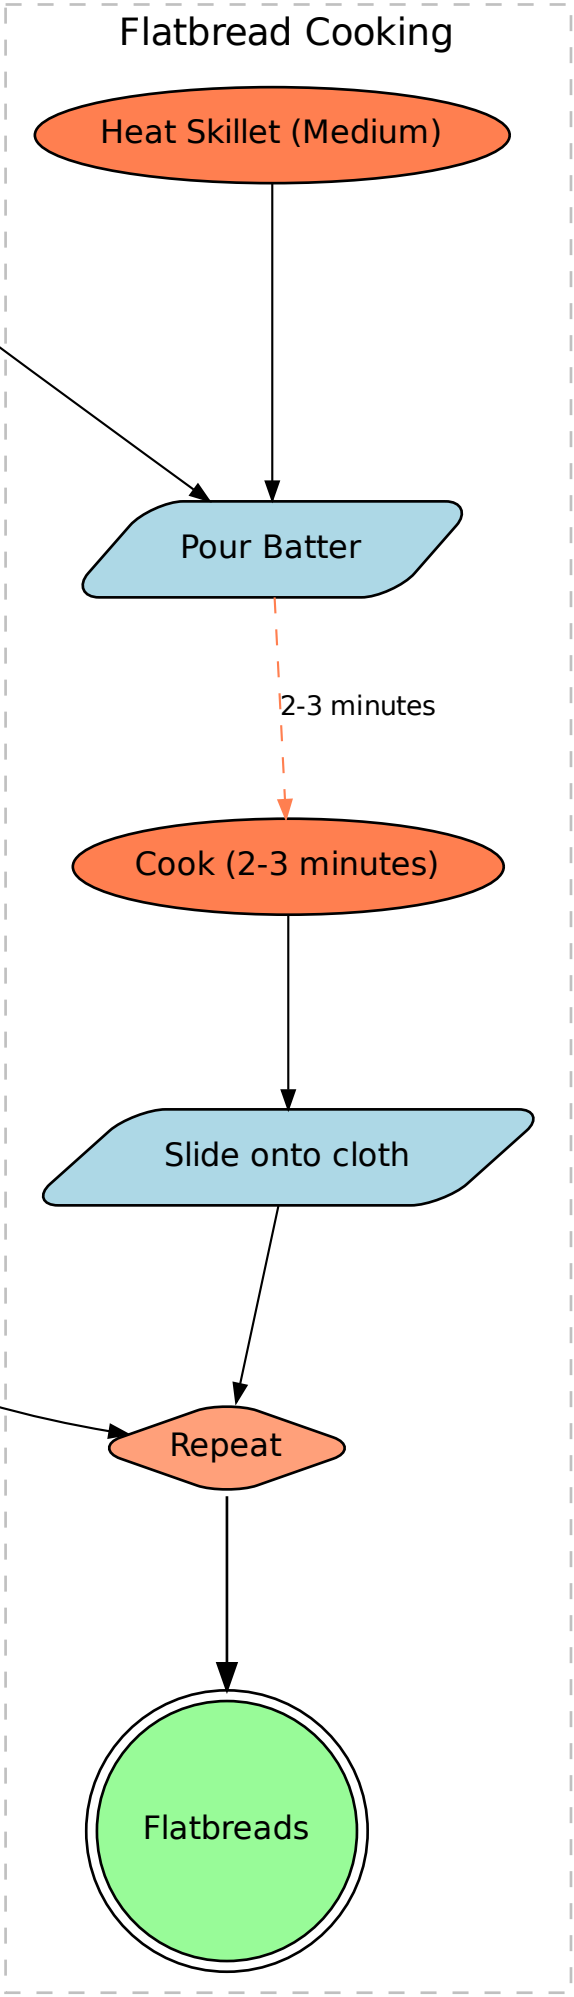 Flatbread Cooking
Heat Skillet (Medium)
Pour Batter
2-3 minutes
Cook (2-3 minutes)
Slide onto cloth
Repeat
Flatbreads